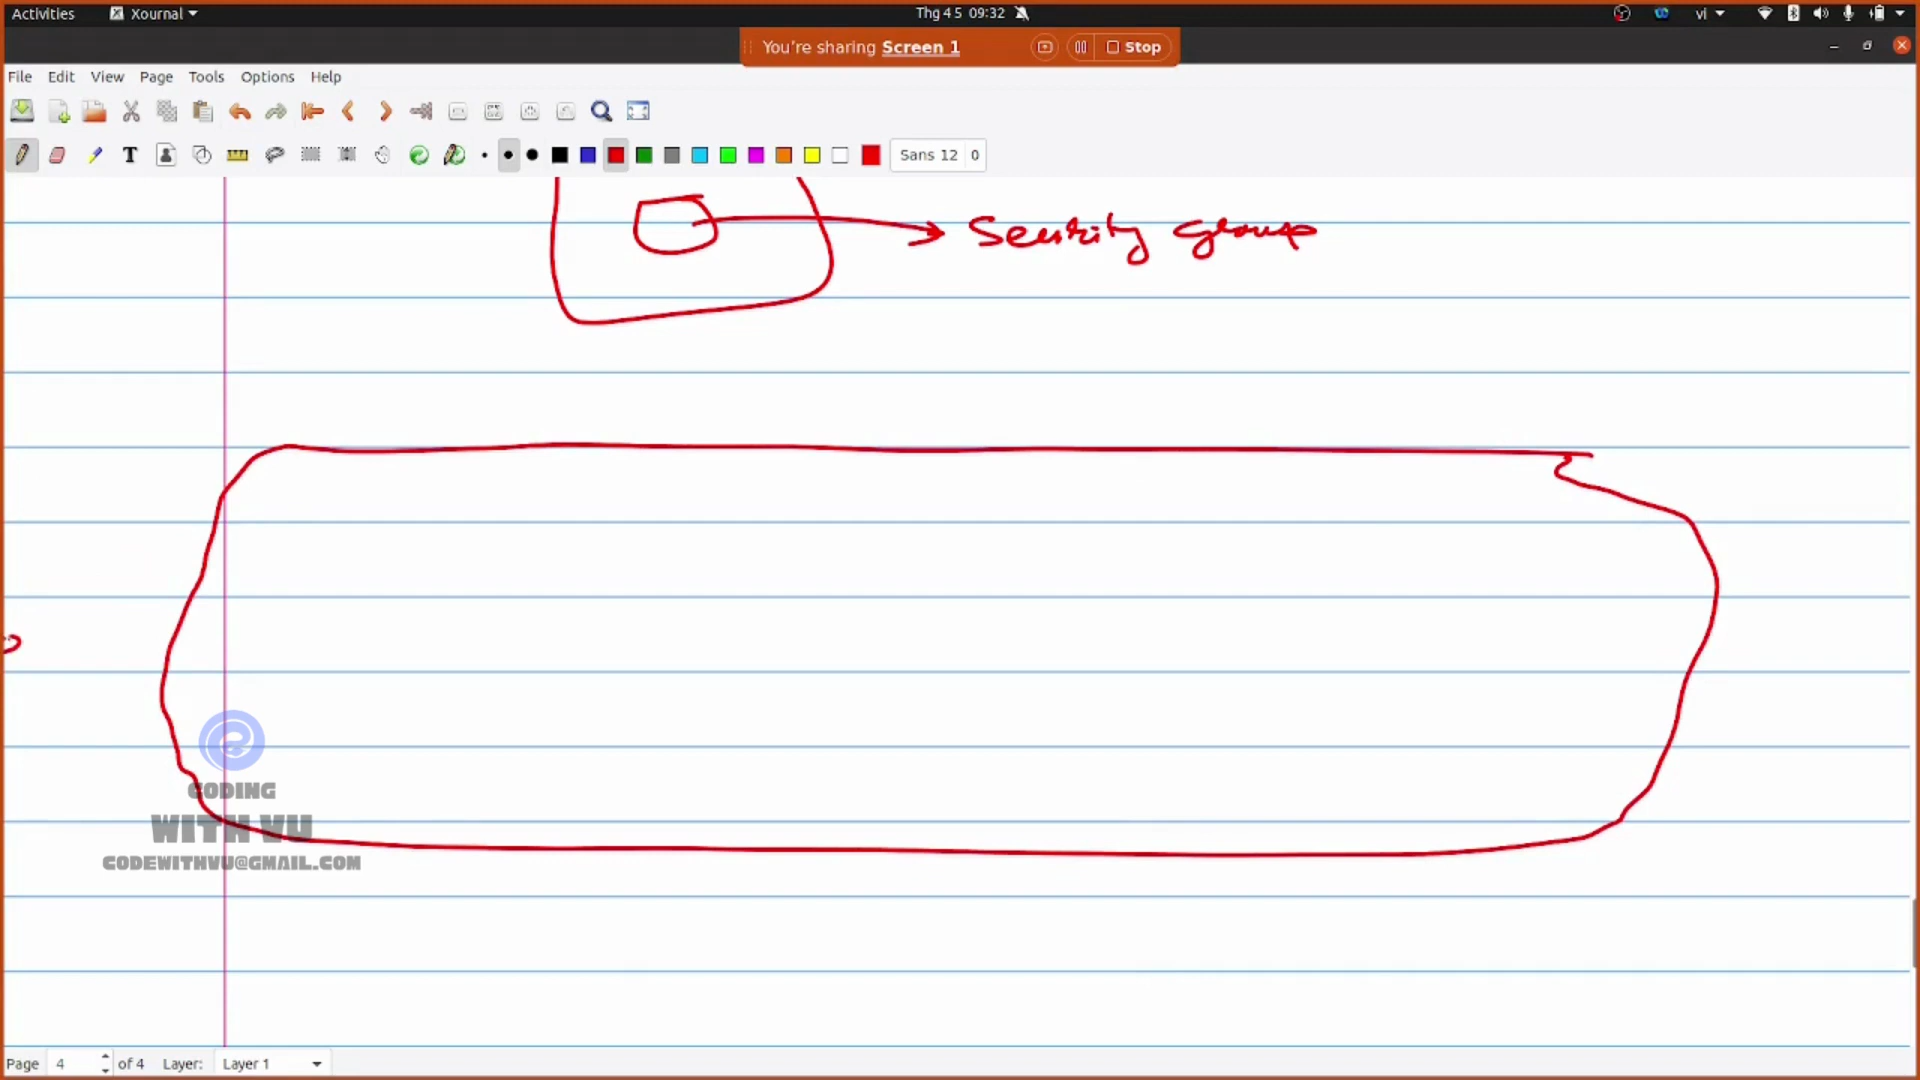 Activities Xournal Thg 4 5 09:32 vi
You're sharing Screen 1 Stop
File Edit View Page Tools Options Help
Sans 12 0
Security group
CODING
WITH VU
CODEWITHVU@GMAIL.COM
Page 4 of 4 Layer: Layer 1